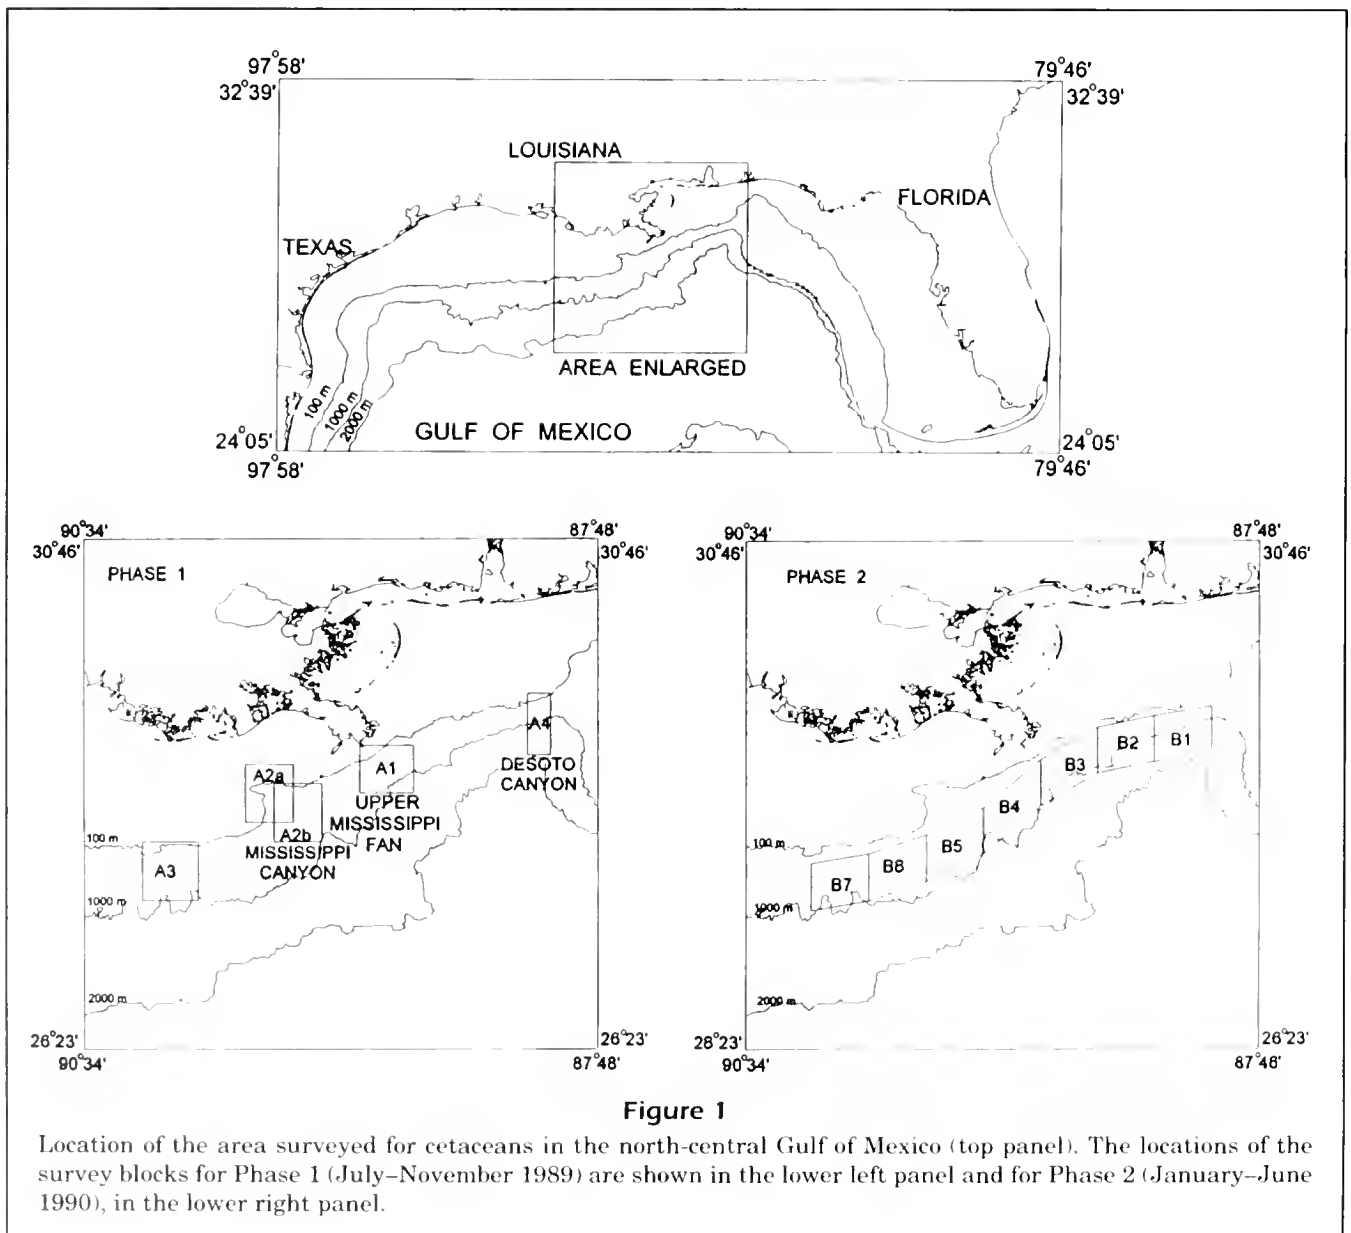 97°58'
79°46'
32°39'
32°39'
LOUISIANA
FLORIDA
TEXAS
AREA ENLARGED
100 m
1000 m
2000 m
GULF OF MEXICO
24°05'
24°05'
97°58'
79°46'
90°34'
87°48'
30°46'
30°46'
PHASE 1
A4
DESOTO
CANYON
A1
UPPER
MISSISSIPPI
FAN
A2a
A2b
MISSISSIPPI
CANYON
100 m
A3
1000 m
2000 m
26°23'
26°23'
90°34'
87°48'
90°34'
87°48'
30°46'
30°46'
PHASE 2
B1
B2
B3
B4
B5
B8
B7
100 m
1000 m
2000 m
28°23'
26°23'
90°34'
87°48'
Figure 1
Location of the area surveyed for cetaceans in the north-central Gulf of Mexico (top panel). The locations of the
survey blocks for Phase 1 (July–November 1989) are shown in the lower left panel and for Phase 2 (January–June
1990), in the lower right panel.